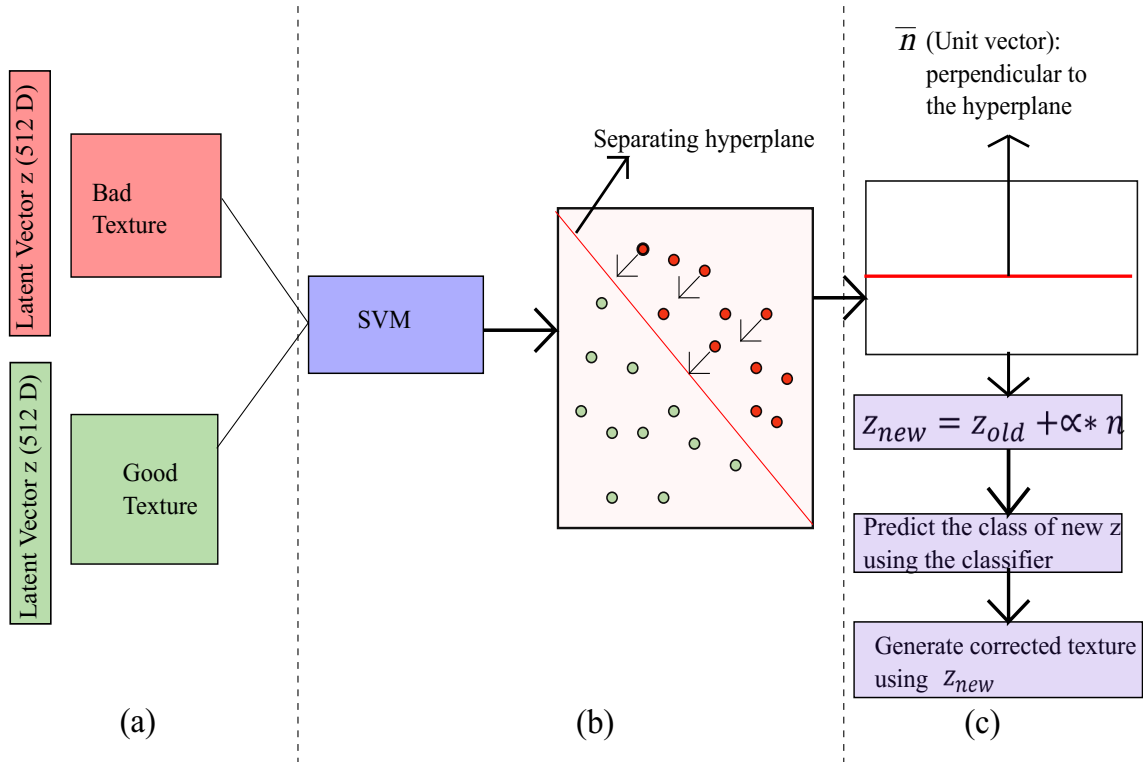 Latent Vector z (512 D)
Bad
Texture
Latent Vector z (512 D)
Good
Texture
(a)
SVM
Separating hyperplane
(b)
n̅ (Unit vector):
perpendicular to
the hyperplane
z_new = z_old +∝* n
Predict the class of new z
using the classifier
Generate corrected texture
using z_new
(c)